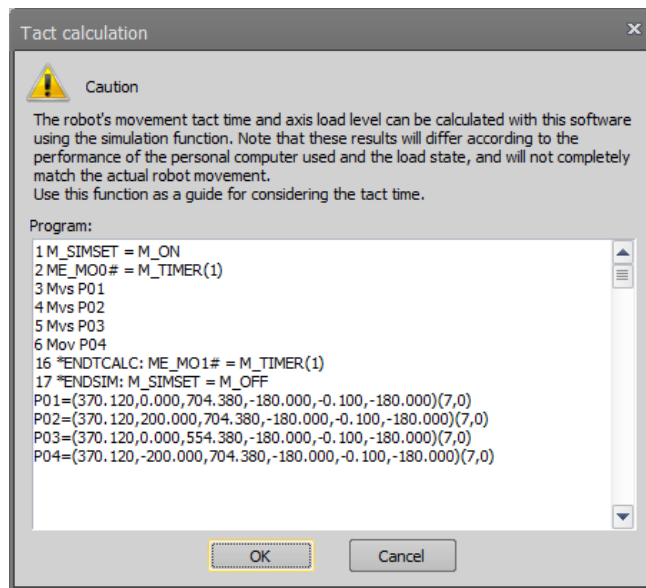 Tact calculation
Caution
The robot's movement tact time and axis load level can be calculated with this software
using the simulation function. Note that these results will differ according to the
performance of the personal computer used and the load state, and will not completely
match the actual robot movement.
Use this function as a guide for considering the tact time.
Program:
1 M_SIMSET = M_ON
2 ME_MO0# = M_TIMER(1)
3 Mvs P01
4 Mvs P02
5 Mvs P03
6 Mov P04
16 *ENDTCALC: ME_MO1# = M_TIMER(1)
17 *ENDSIM: M_SIMSET = M_OFF
P01=(370.120,0.000,704.380,-180.000,-0.100,-180.000)(7,0)
P02=(370.120,200.000,704.380,-180.000,-0.100,-180.000)(7,0)
P03=(370.120,0.000,554.380,-180.000,-0.100,-180.000)(7,0)
P04=(370.120,-200.000,704.380,-180.000,-0.100,-180.000)(7,0)
OK Cancel